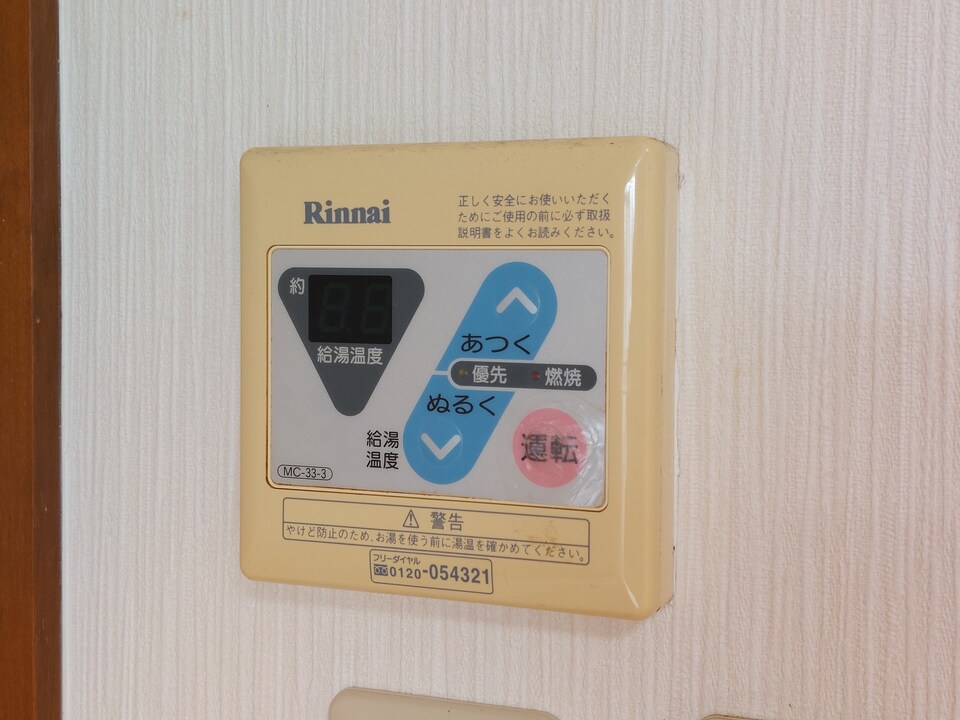 Rinnai
正しく安全にお使いいただく
ためにご使用の前に必ず取扱
説明書をよくお読みください。
約
給湯温度
あつく
優先 燃焼
ぬるく
給湯
温度
運転
MC-33-3
⚠ 警告
やけど防止のため、お湯を使う前に湯温を確かめてください。
フリーダイヤル
0120-054321